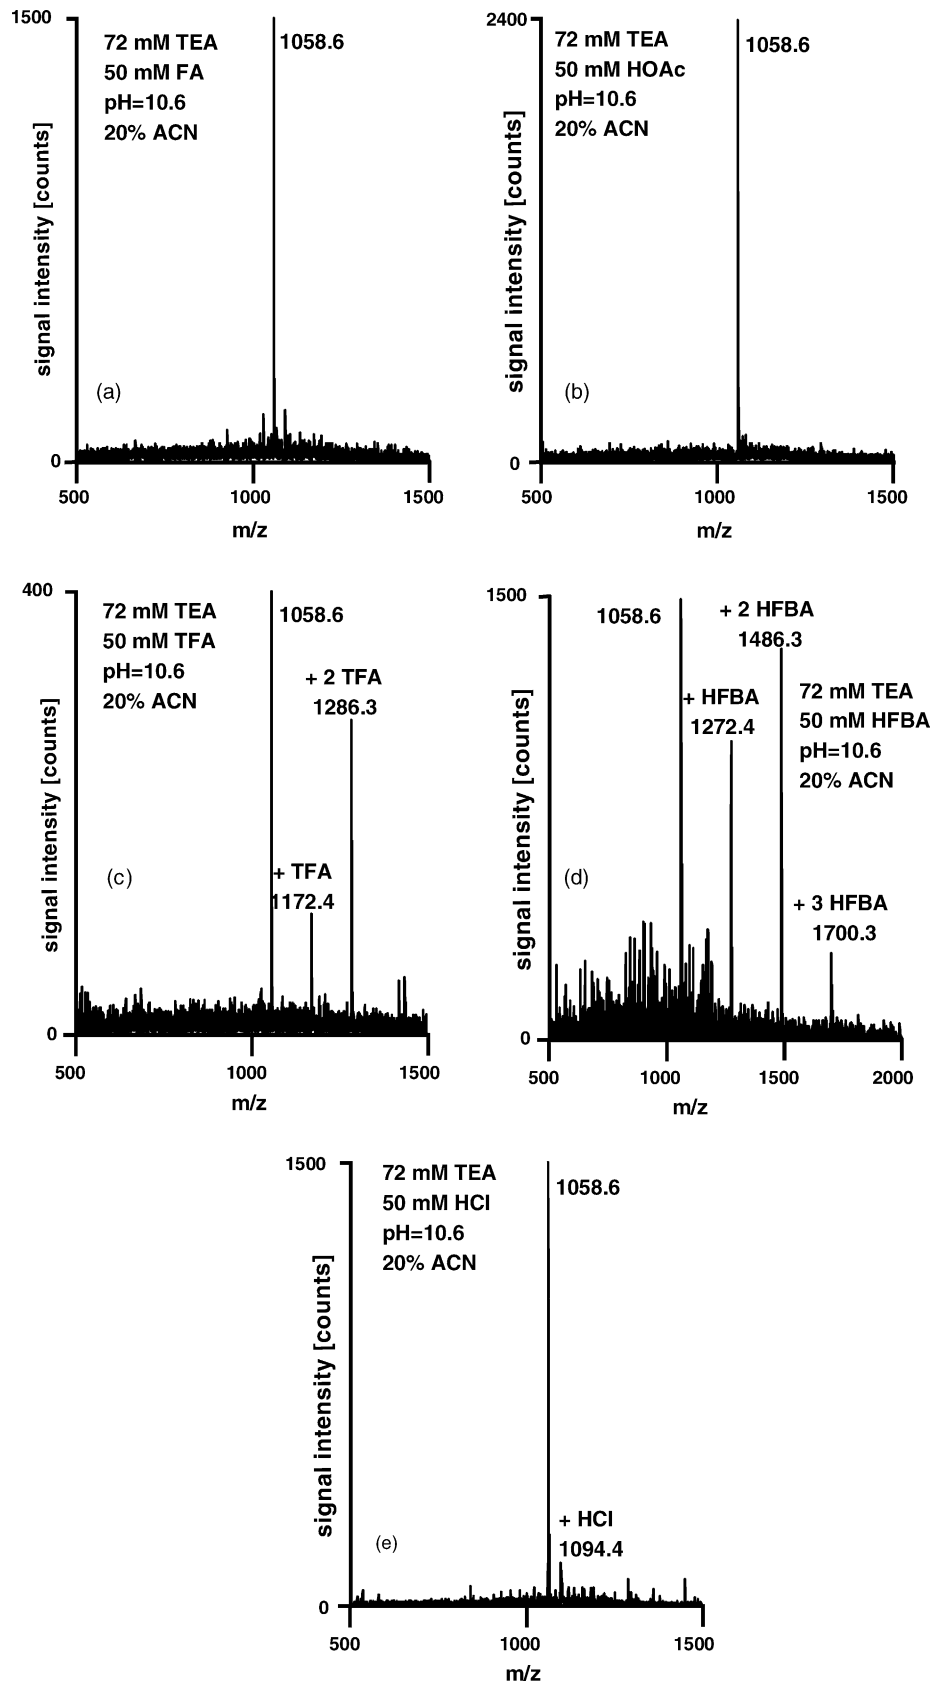 1500
72 mM TEA
50 mM FA
pH=10.6
20% ACN
1058.6
signal intensity [counts]
(a)
0
500
1000
1500
m/z
2400
72 mM TEA
50 mM HOAc
pH=10.6
20% ACN
1058.6
signal intensity [counts]
(b)
0
500
1000
1500
m/z
400
72 mM TEA
50 mM TFA
pH=10.6
20% ACN
1058.6
+ 2 TFA
1286.3
+ TFA
1172.4
signal intensity [counts]
(c)
0
500
1000
1500
m/z
1500
1058.6
+ 2 HFBA
1486.3
+ HFBA
1272.4
72 mM TEA
50 mM HFBA
pH=10.6
20% ACN
+ 3 HFBA
1700.3
signal intensity [counts]
(d)
0
500
1000
1500
2000
m/z
1500
72 mM TEA
50 mM HCl
pH=10.6
20% ACN
1058.6
+ HCl
1094.4
signal intensity [counts]
(e)
0
500
1000
1500
m/z